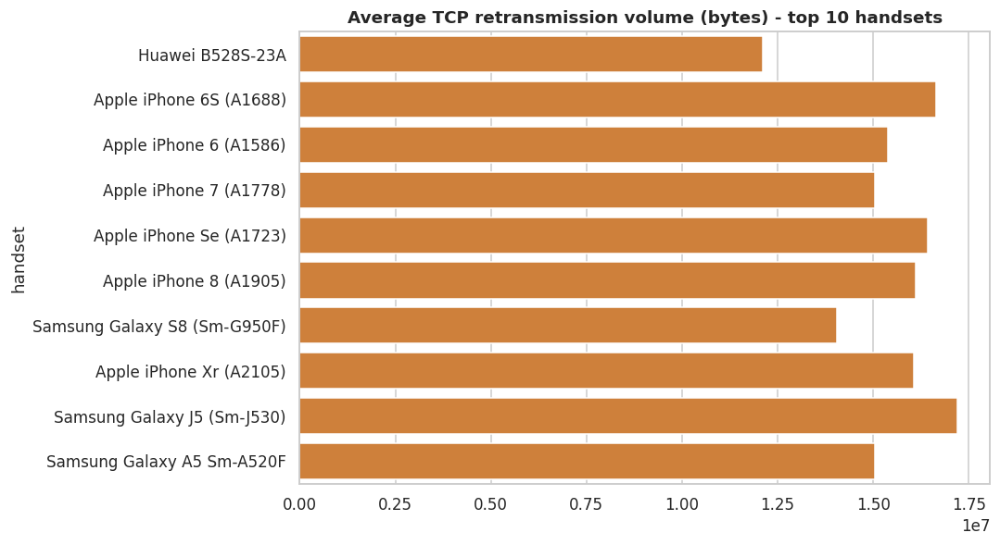 Average TCP retransmission volume (bytes) - top 10 handsets
handset
Huawei B528S-23A
Apple iPhone 6S (A1688)
Apple iPhone 6 (A1586)
Apple iPhone 7 (A1778)
Apple iPhone Se (A1723)
Apple iPhone 8 (A1905)
Samsung Galaxy S8 (Sm-G950F)
Apple iPhone Xr (A2105)
Samsung Galaxy J5 (Sm-J530)
Samsung Galaxy A5 Sm-A520F
0.00 0.25 0.50 0.75 1.00 1.25 1.50 1.75
1e7